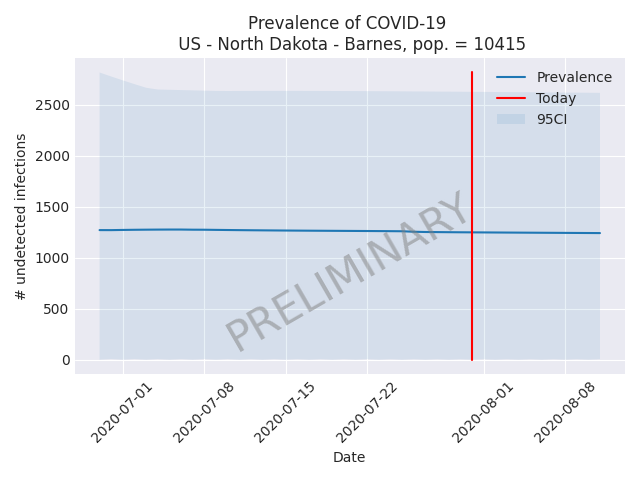 Prevalence of COVID-19
US - North Dakota - Barnes, pop. = 10415
Prevalence
Today
95CI
# undetected infections
2500
2000
1500
1000
500
0
PRELIMINARY
2020-07-01
2020-07-08
2020-07-15
2020-07-22
2020-08-01
2020-08-08
Date